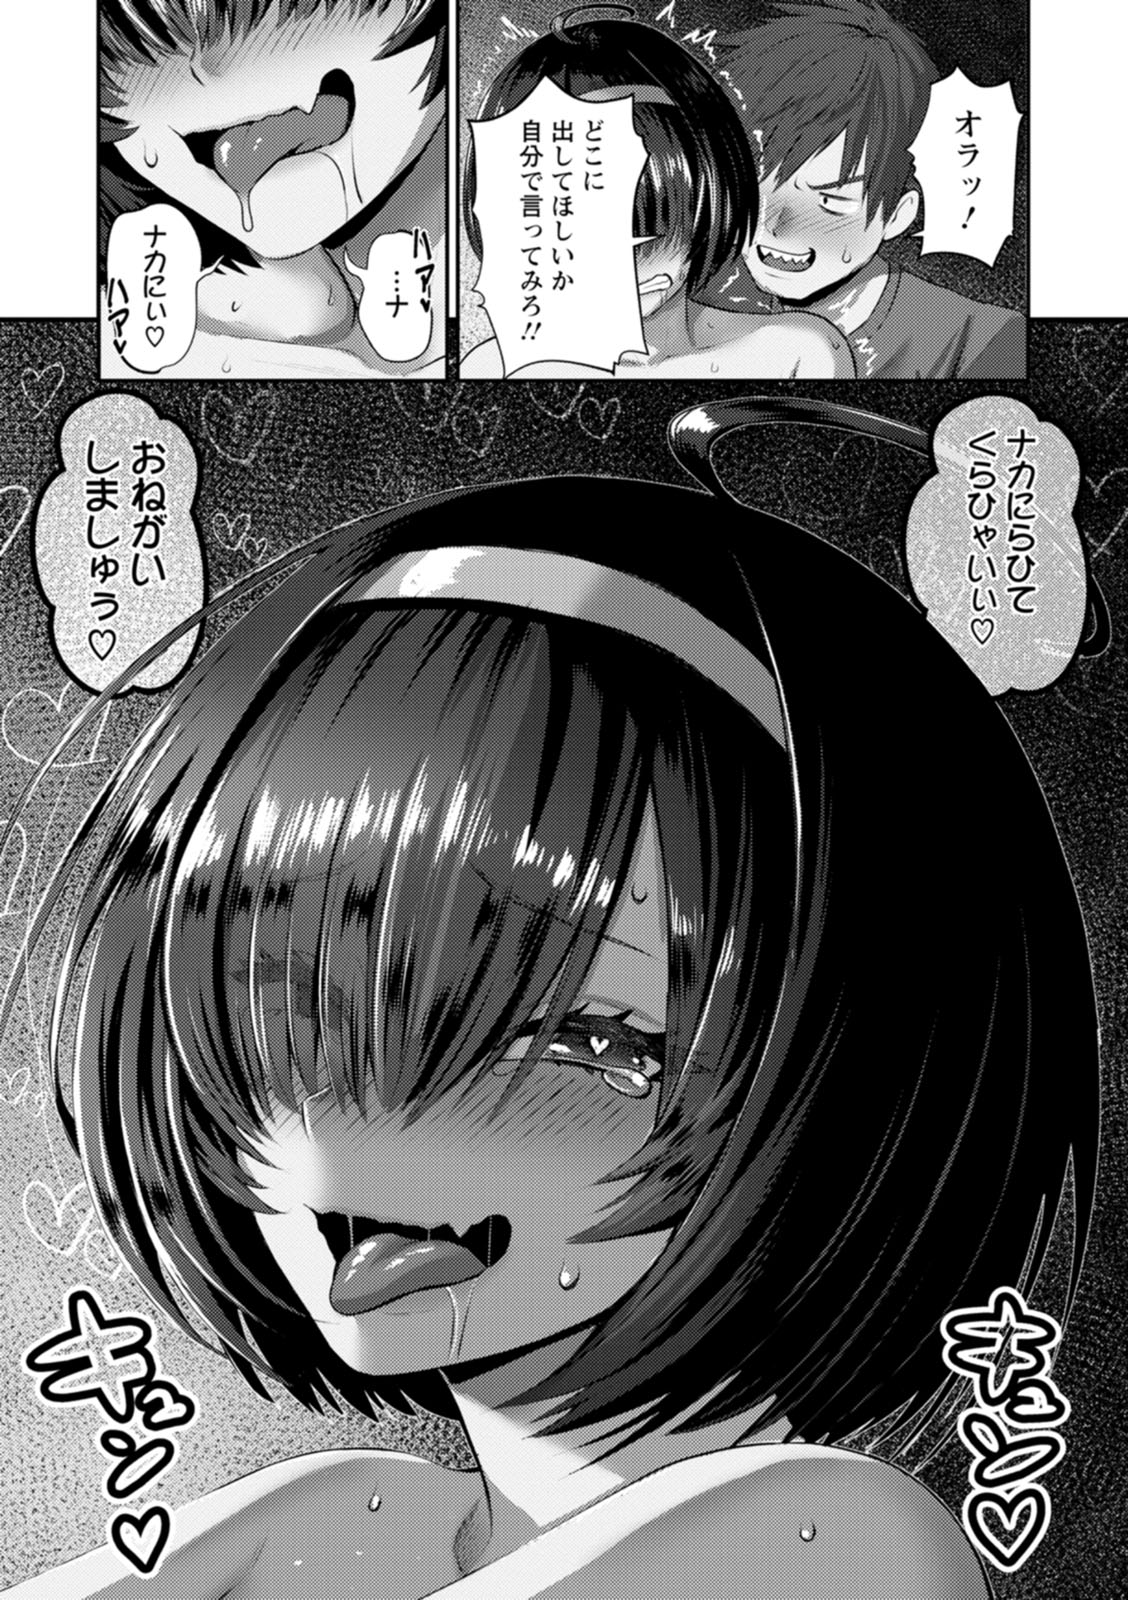 オラッ！
どこに
出してほしいか
自分で言ってみろ!!
ハァ♥
…ナ
ナカにぃ♡
ハァ♥
ナカにらひて
くらひゃいぃ♡
おねがい
しましゅぅ♡
キュン♡
キュン♡